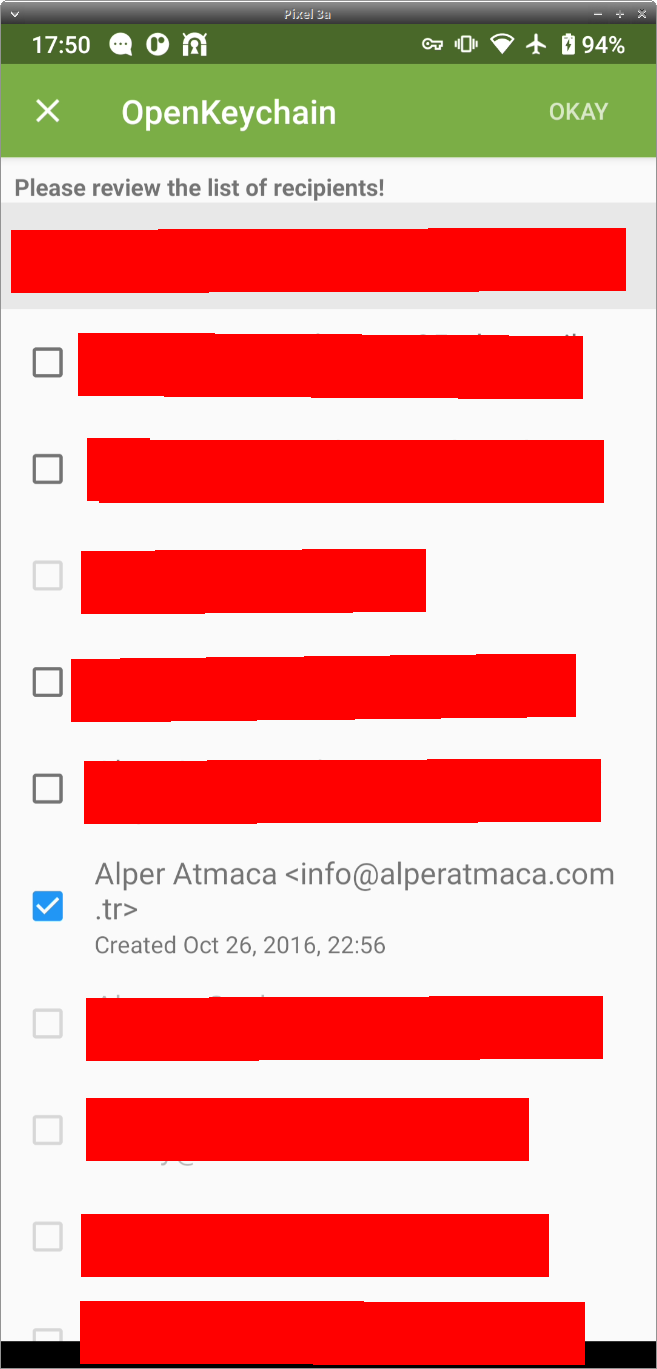 Pixel 3a
17:50
94%
OpenKeychain
OKAY
Please review the list of recipients!
Alper Atmaca <info@alperatmaca.com
.tr>
Created Oct 26, 2016, 22:56